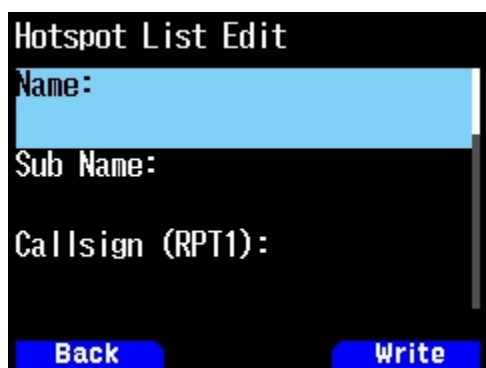 Hotspot List Edit
Name:
Sub Name:
Callsign (RPT1):
Back Write